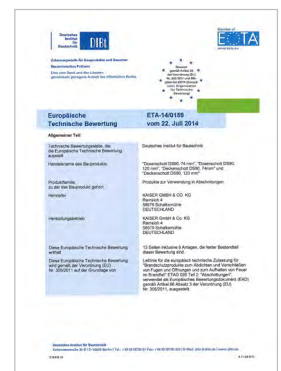 Deutsches
Institut
für
Bautechnik
DIBt
Zulassungsstelle für Bauprodukte und Bauarten
Bautechnisches Prüfamt
Eine vom Bund und den Ländern
gemeinsam getragene Anstalt des öffentlichen Rechts
Member of
EOTA
www.eota.eu
Europäische
Technische Bewertung
ETA-14/0159
vom 22. Juli 2014
Allgemeiner Teil
Technische Bewertungsstelle, die
die Europäische Technische Bewertung
ausstellt
Deutsches Institut für Bautechnik
Handelsname des Bauprodukts
"Dosenschott DS90, 74 mm", "Dosenschott DS90,
120 mm", "Deckenschott DS90, 74mm" und
"Deckenschott DS90, 120 mm"
Produktfamilie,
zu der das Bauprodukt gehört
Produkte zur Verwendung in Abschottungen
Hersteller
KAISER GmbH & Co. KG
Ramsloh 4
58579 Schalksmühle
DEUTSCHLAND
Herstellungsbetrieb
KAISER GmbH & Co. KG
Ramsloh 4
58579 Schalksmühle
DEUTSCHLAND
Diese Europäische Technische Bewertung
enthält
13 Seiten inklusive 9 Anlagen, die fester Bestandteil
dieser Bewertung sind.
Diese Europäische Technische Bewertung
wird gemäß der Verordnung (EU)
Nr. 305/2011 auf der Grundlage von
Leitlinie für die europäisch technische Zulassung für
"Brandschutzprodukte zum Abdichten und Verschließen
von Fugen und Öffnungen und zum Aufhalten von Feuer
im Brandfall" ETAG 026 Teil 2: "Abschottungen",
verwendet als Europäisches Bewertungsdokument (EAD)
gemäß Artikel 66 Absatz 3 der Verordnung (EU)
Nr. 305/2011, ausgestellt.
Deutsches Institut für Bautechnik